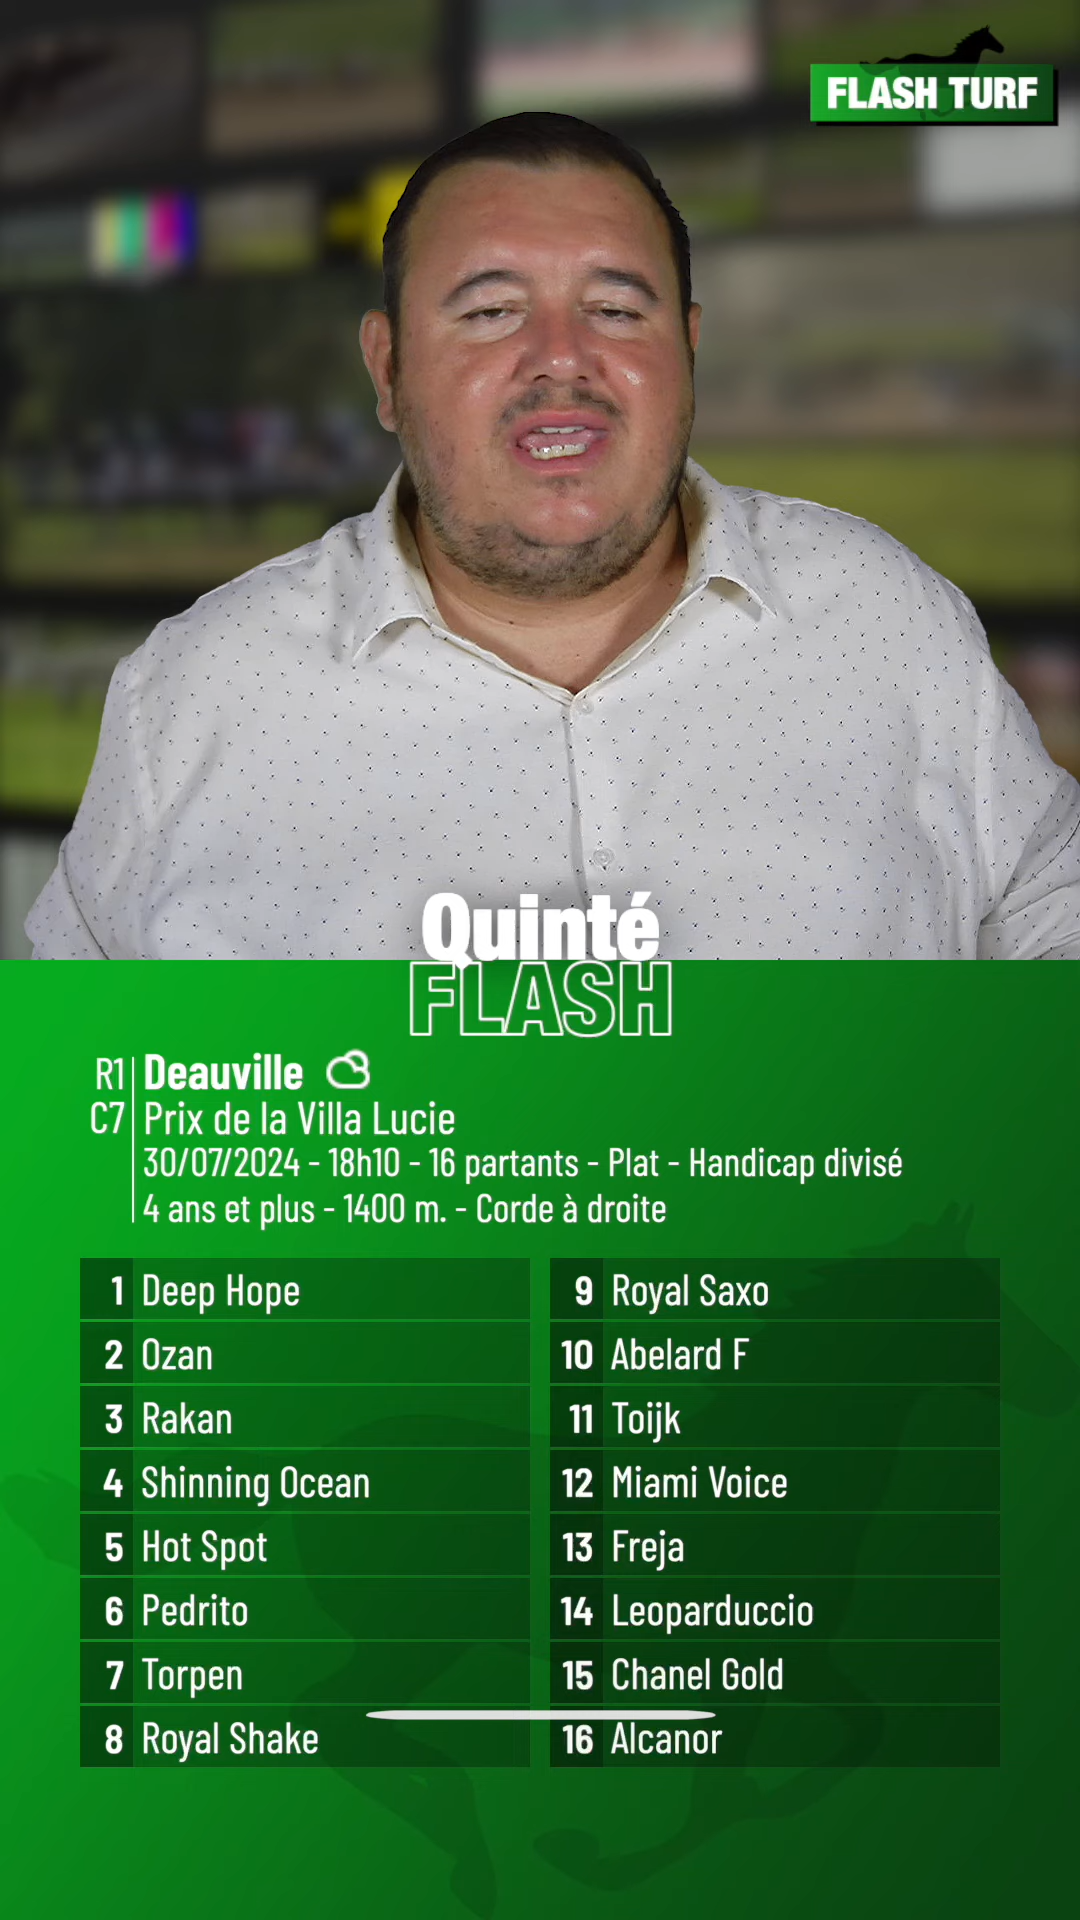 FLASH TURF
Quinté
FLASH
R1 Deauville
C7 Prix de la Villa Lucie
30/07/2024 - 18h10 - 16 partants - Plat - Handicap divisé
4 ans et plus - 1400 m. - Corde à droite
1 Deep Hope
2 Ozan
3 Rakan
4 Shinning Ocean
5 Hot Spot
6 Pedrito
7 Torpen
8 Royal Shake
9 Royal Saxo
10 Abelard F
11 Toijk
12 Miami Voice
13 Freja
14 Leoparduccio
15 Chanel Gold
16 Alcanor